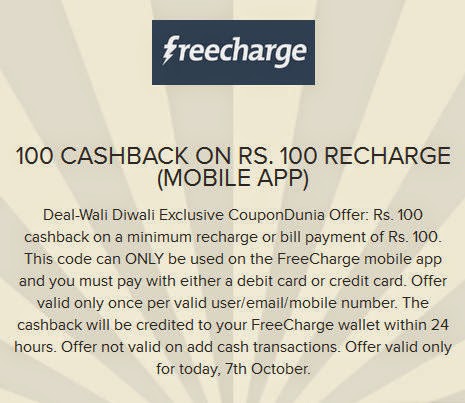 freecharge
100 CASHBACK ON RS. 100 RECHARGE
(MOBILE APP)
Deal-Wali Diwali Exclusive CouponDunia Offer: Rs. 100
cashback on a minimum recharge or bill payment of Rs. 100.
This code can ONLY be used on the FreeCharge mobile app
and you must pay with either a debit card or credit card. Offer
valid only once per valid user/email/mobile number. The
cashback will be credited to your FreeCharge wallet within 24
hours. Offer not valid on add cash transactions. Offer valid only
for today, 7th October.